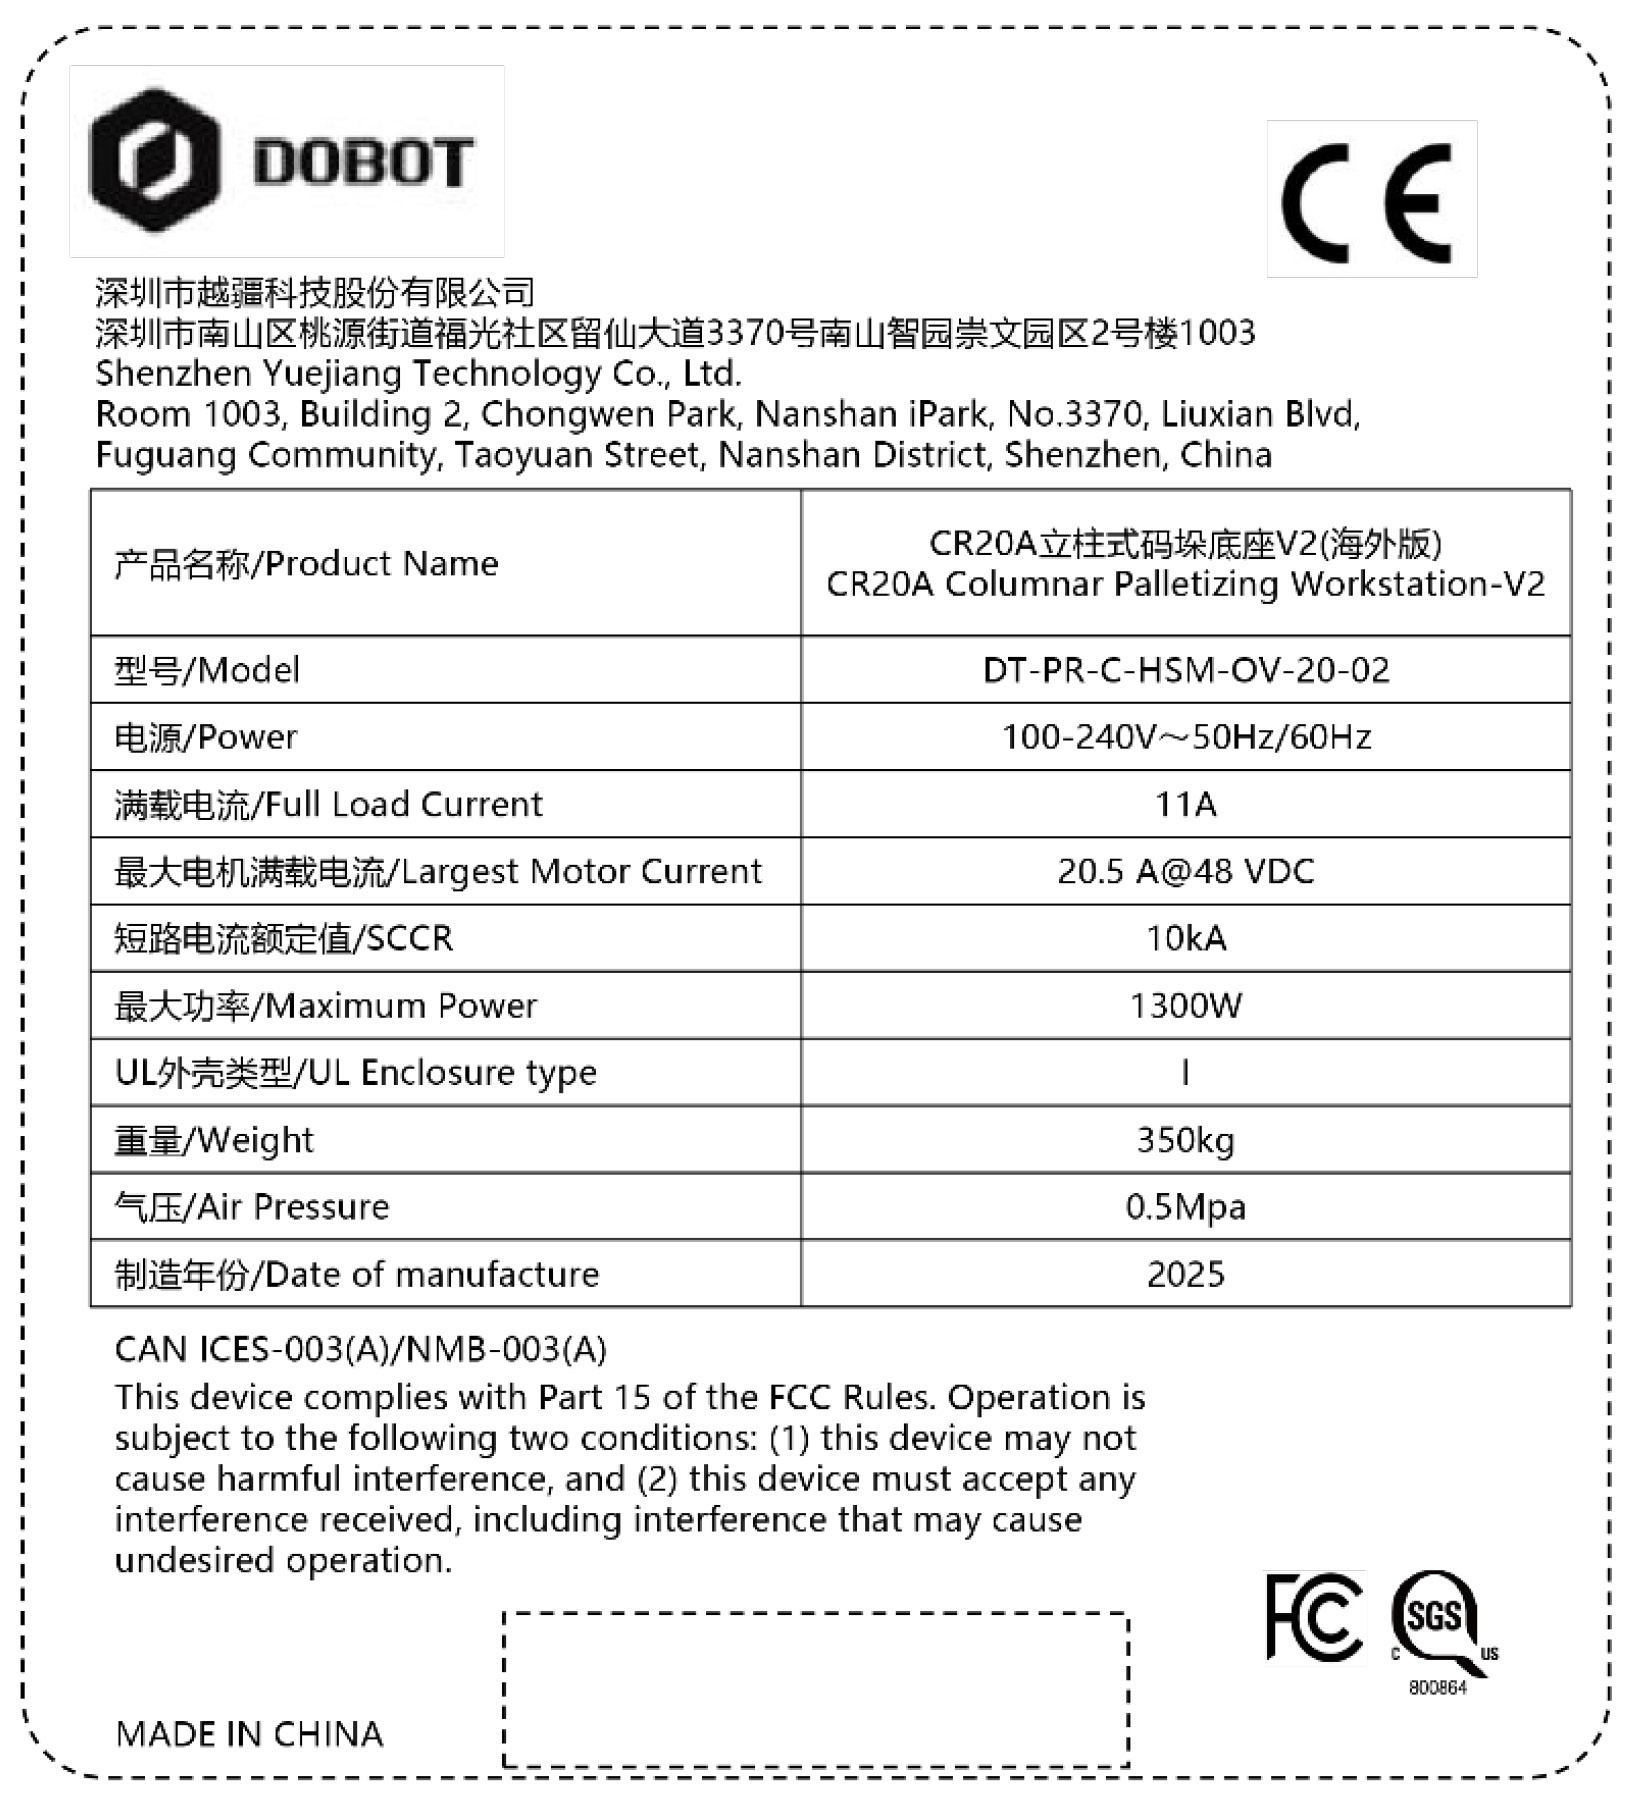 DOBOT
CE
深圳市越疆科技股份有限公司
深圳市南山区桃源街道福光社区留仙大道3370号南山智园崇文园区2号楼1003
Shenzhen Yuejiang Technology Co., Ltd.
Room 1003, Building 2, Chongwen Park, Nanshan iPark, No.3370, Liuxian Blvd,
Fuguang Community, Taoyuan Street, Nanshan District, Shenzhen, China
产品名称/Product Name
CR20A立柱式码垛底座V2(海外版)
CR20A Columnar Palletizing Workstation-V2
型号/Model DT-PR-C-HSM-OV-20-02
电源/Power 100-240V～50Hz/60Hz
满载电流/Full Load Current 11A
最大电机满载电流/Largest Motor Current 20.5 A@48 VDC
短路电流额定值/SCCR 10kA
最大功率/Maximum Power 1300W
UL外壳类型/UL Enclosure type I
重量/Weight 350kg
气压/Air Pressure 0.5Mpa
制造年份/Date of manufacture 2025
CAN ICES-003(A)/NMB-003(A)
This device complies with Part 15 of the FCC Rules. Operation is
subject to the following two conditions: (1) this device may not
cause harmful interference, and (2) this device must accept any
interference received, including interference that may cause
undesired operation.
FC
SGS
C US
800864
MADE IN CHINA